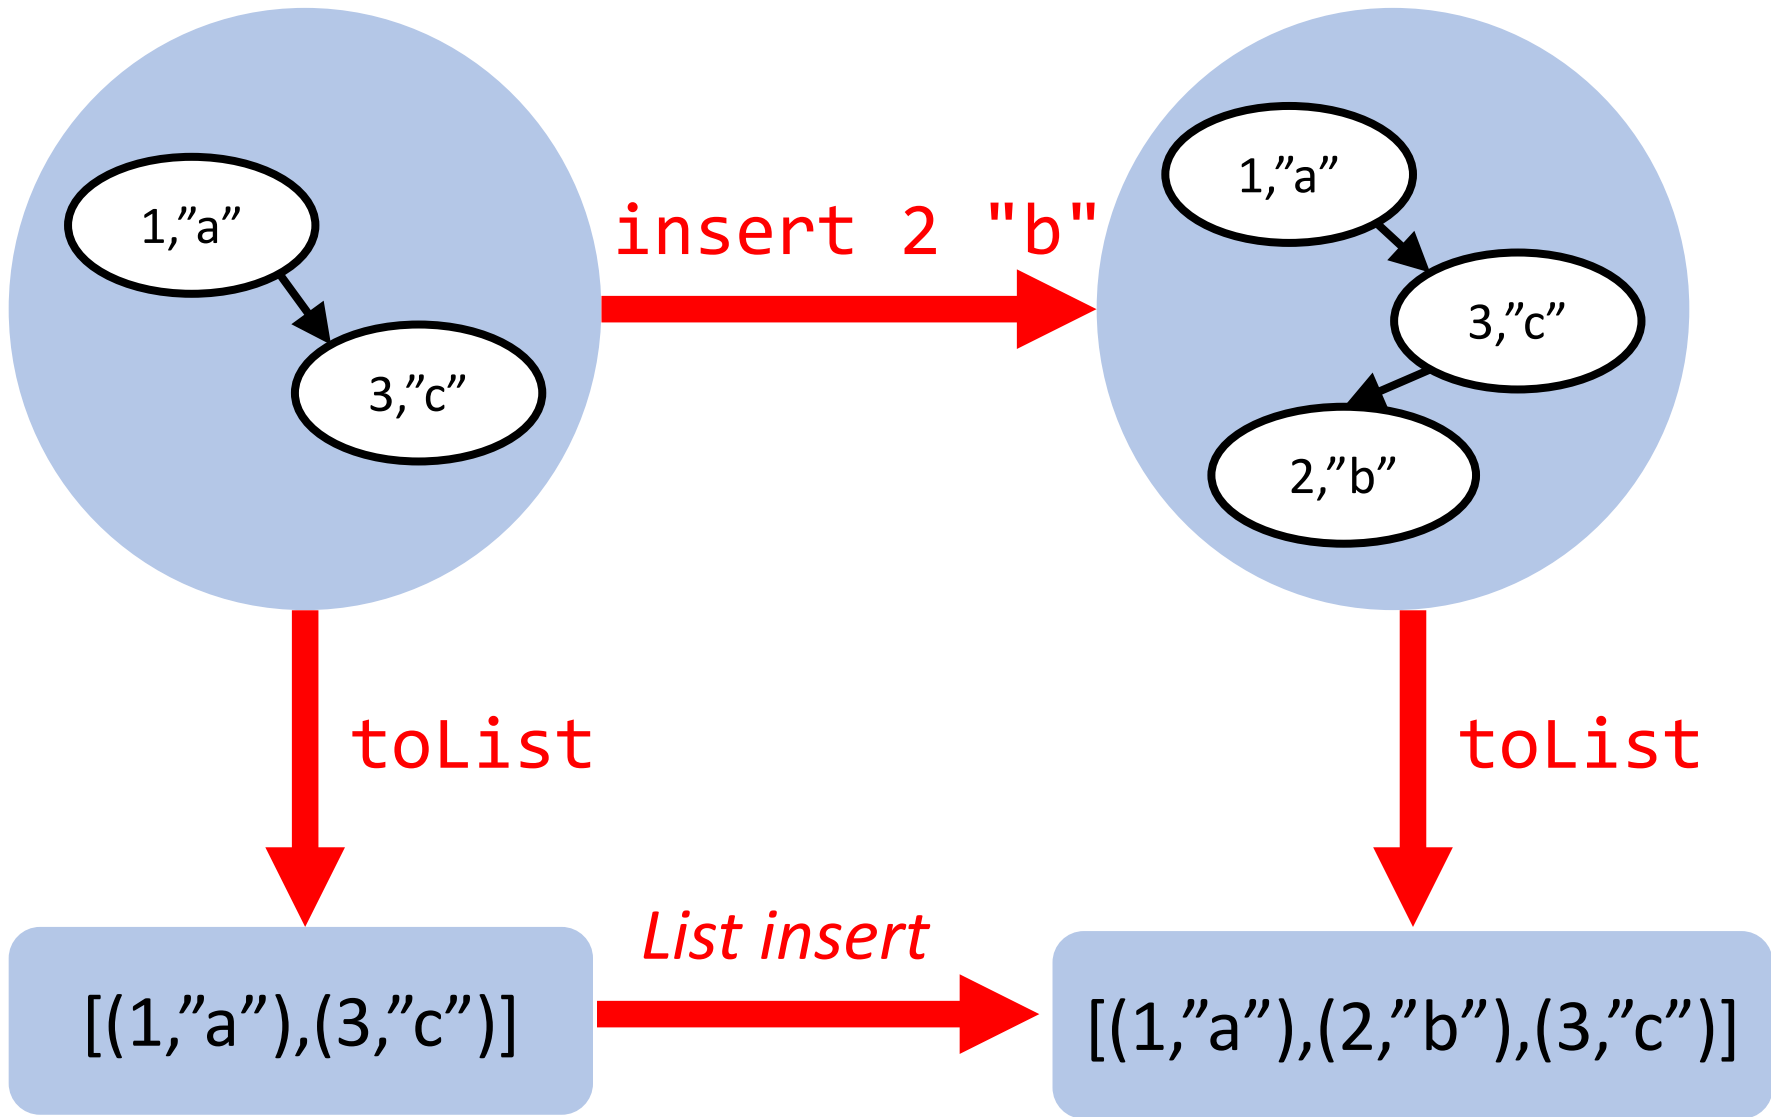 1,”a”
3,”c”
insert 2 "b"
1,”a”
3,”c”
2,”b”
toList
toList
List insert
[(1,”a”),(3,”c”)]
[(1,”a”),(2,”b”),(3,”c”)]